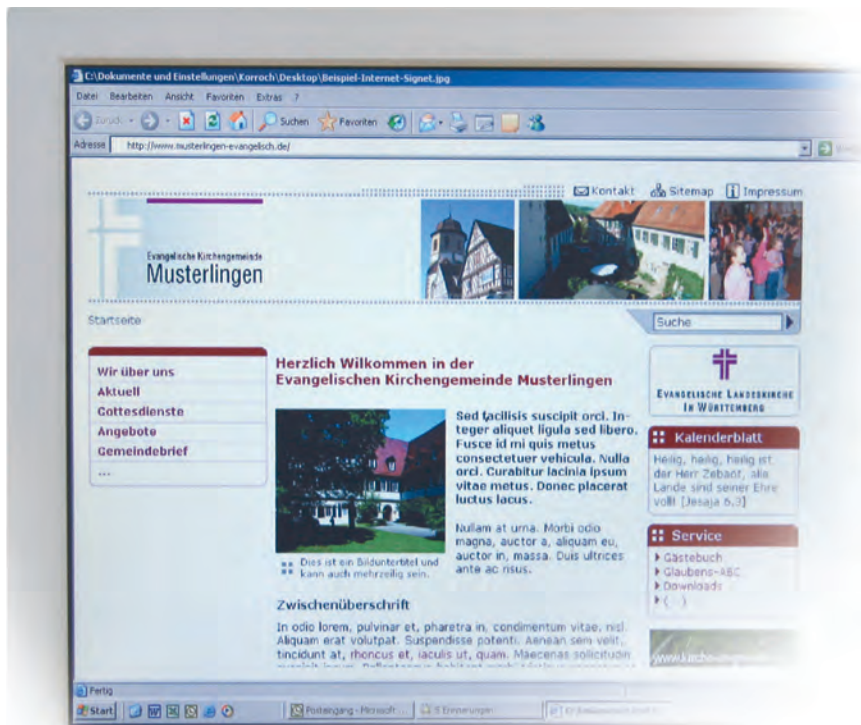 C:\Dokumente und Einstellungen\Korroch\Desktop\Beispiel-Internet-Signet.jpg
Datei Bearbeiten Ansicht Favoriten Extras ?
Zurück Suchen Favoriten
Adresse http://www.musterlingen-evangelisch.de/
Kontakt Sitemap Impressum
Evangelische Kirchengemeinde
Musterlingen
Startseite
Suche
Wir über uns
Aktuell
Gottesdienste
Angebote
Gemeindebrief
...
Herzlich Wilkommen in der
Evangelischen Kirchengemeinde Musterlingen
Sed facilisis suscipit orci. In-
teger aliquet ligula sed libero.
Fusce id mi quis metus
consectetuer vehicula. Nulla
orci. Curabitur lacinia ipsum
vitae metus. Donec placerat
luctus lacus.
Nullam at urna. Morbi odio
magna, auctor a, aliquam eu,
auctor in, massa. Duis ultrices
ante ac risus.
Dies ist ein Bilduntertitel und
kann auch mehrzeilig sein.
Zwischenüberschrift
In odio lorem, pulvinar et, pharetra in, condimentum vitae, nisl.
Aliquam erat volutpat. Suspendisse potenti. Aenean sem velit,
tincidunt at, rhoncus et, iaculis ut, quam. Maecenas sollicitudin
Evangelische Landeskirche
In Württemberg
Kalenderblatt
Heilig, heilig, heilig ist
der Herr Zebaot, alle
Lande sind seiner Ehre
voll! [Jesaja 6,3]
Service
Gästebuch
Glaubens-ABC
Downloads
(...)
Fertig
Start Posteingang - Microsoft ... 5 Erinnerungen